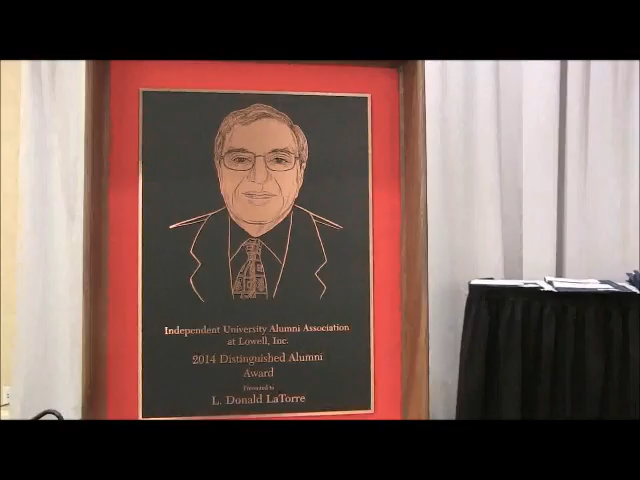 Independent University Alumni Association
at Lowell, Inc.
2014 Distinguished Alumni
Award
Presented to
L. Donald LaTorre